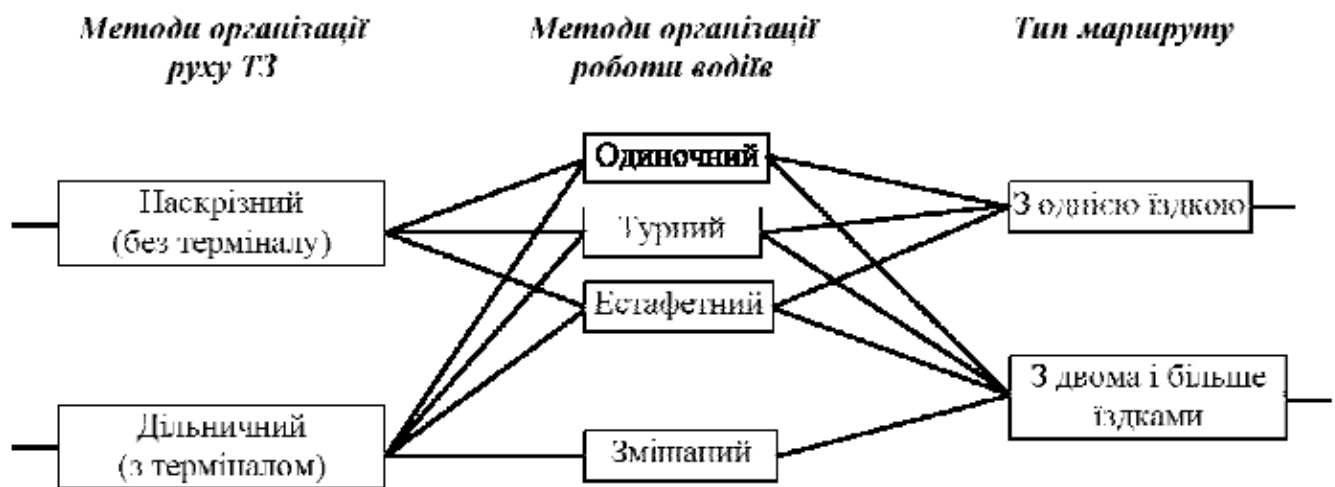 Методи організації
руху ТЗ
Методи організації
роботи водіїв
Тип маршруту
Наскрізний
(без терміналу)
Дільничний
(з терміналом)
Одиночний
Турний
Естафетний
Змішаний
З однією їздкою
З двома і більше
їздками